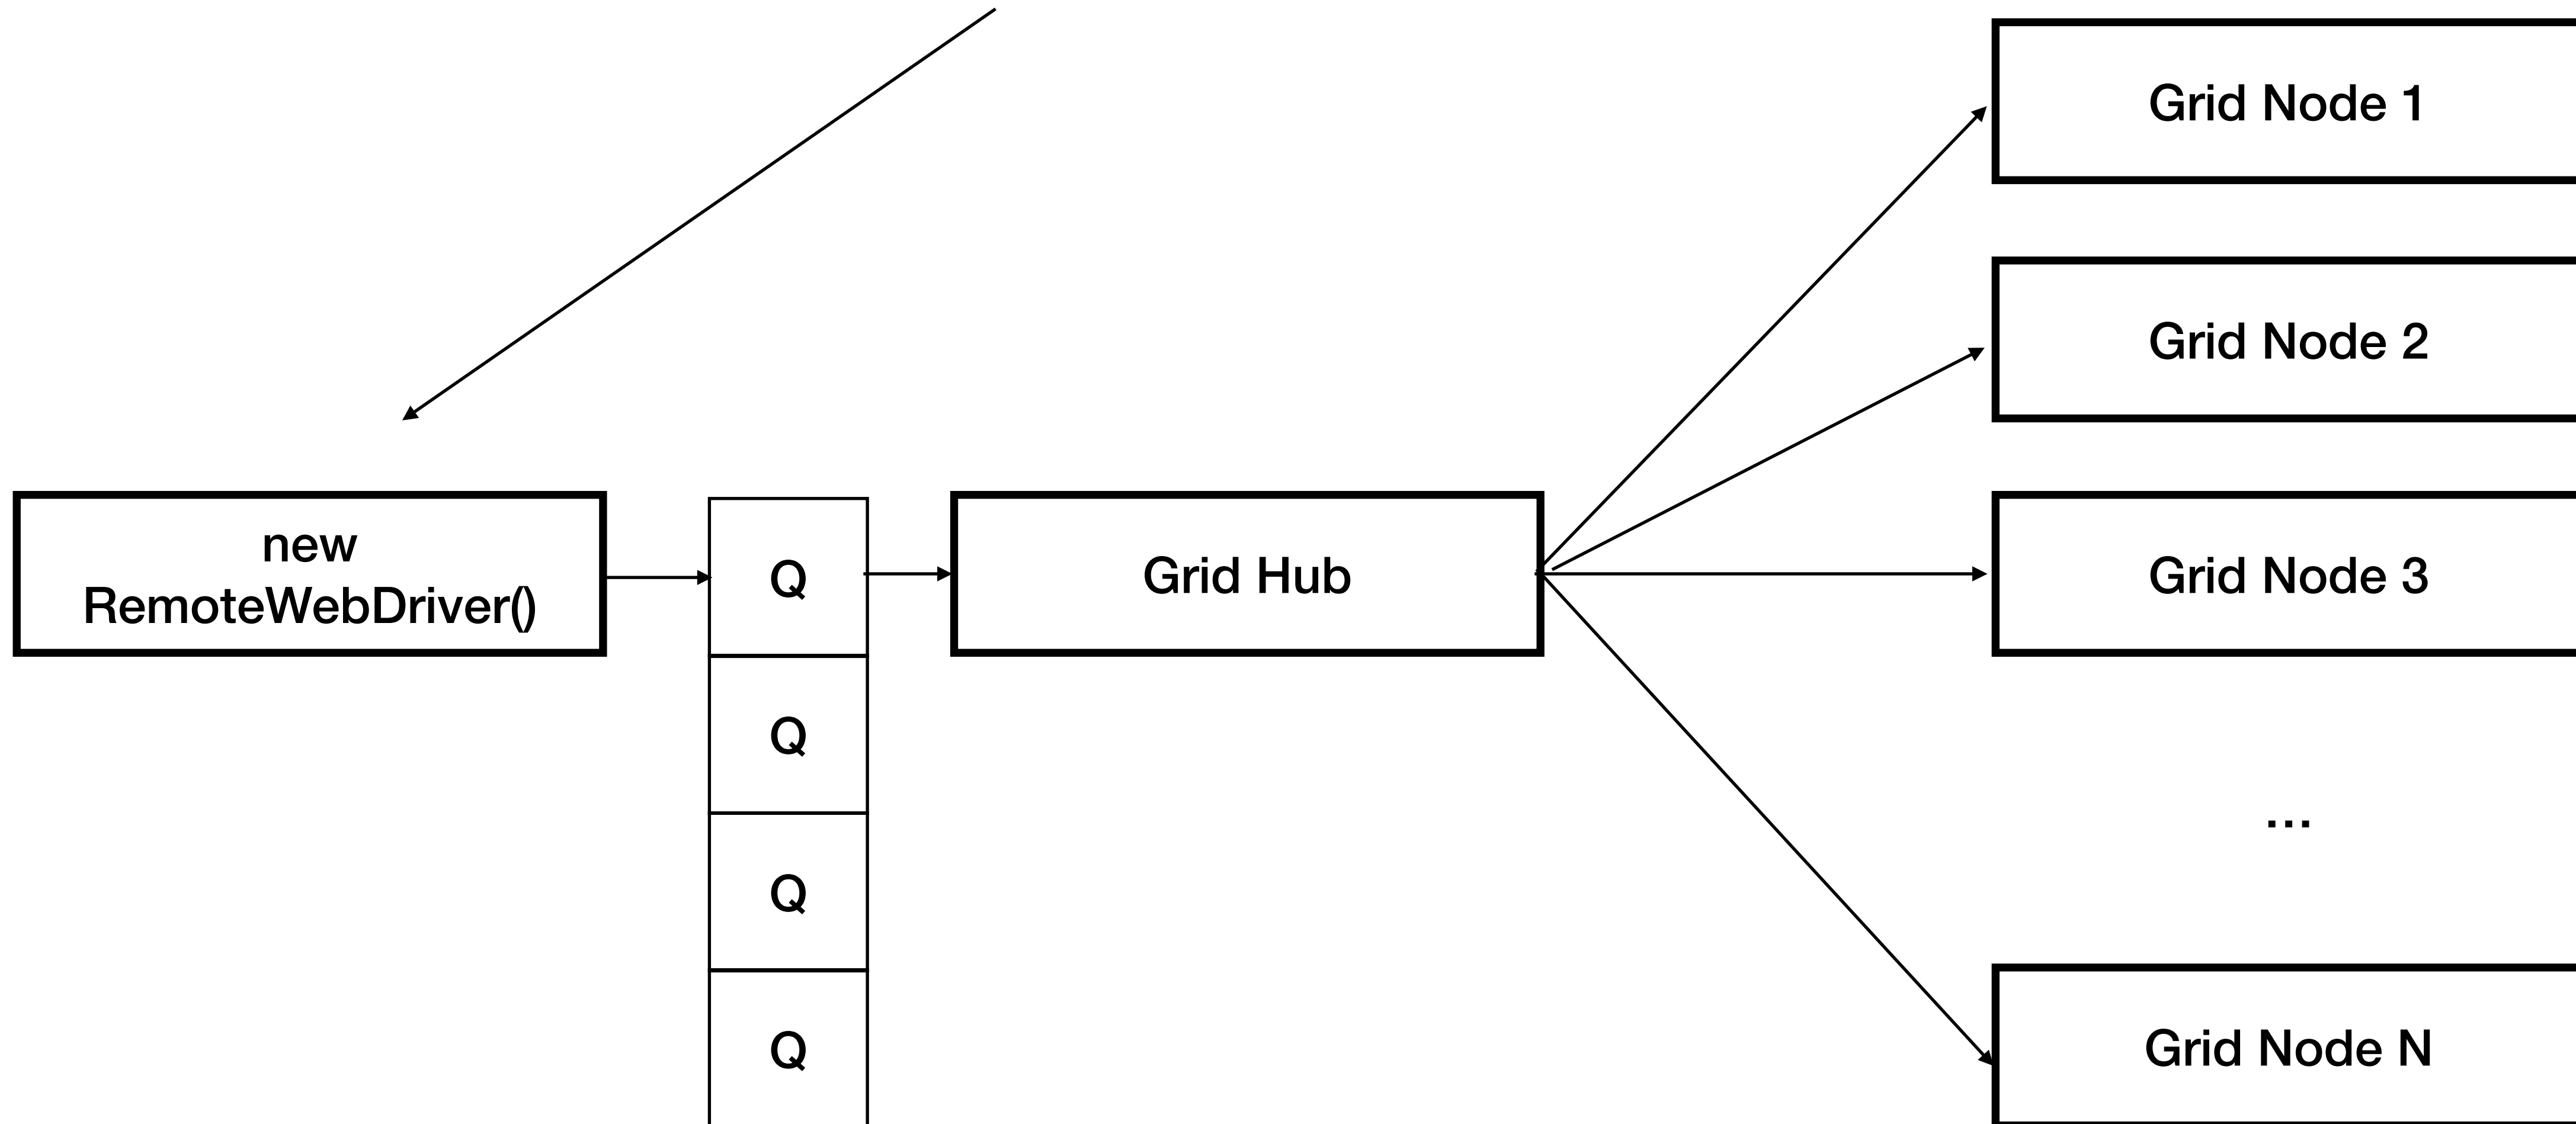 Grid Node 1
Grid Node 2
new
RemoteWebDriver()
Q
Grid Hub
Grid Node 3
Q
...
Q
Q
Grid Node N